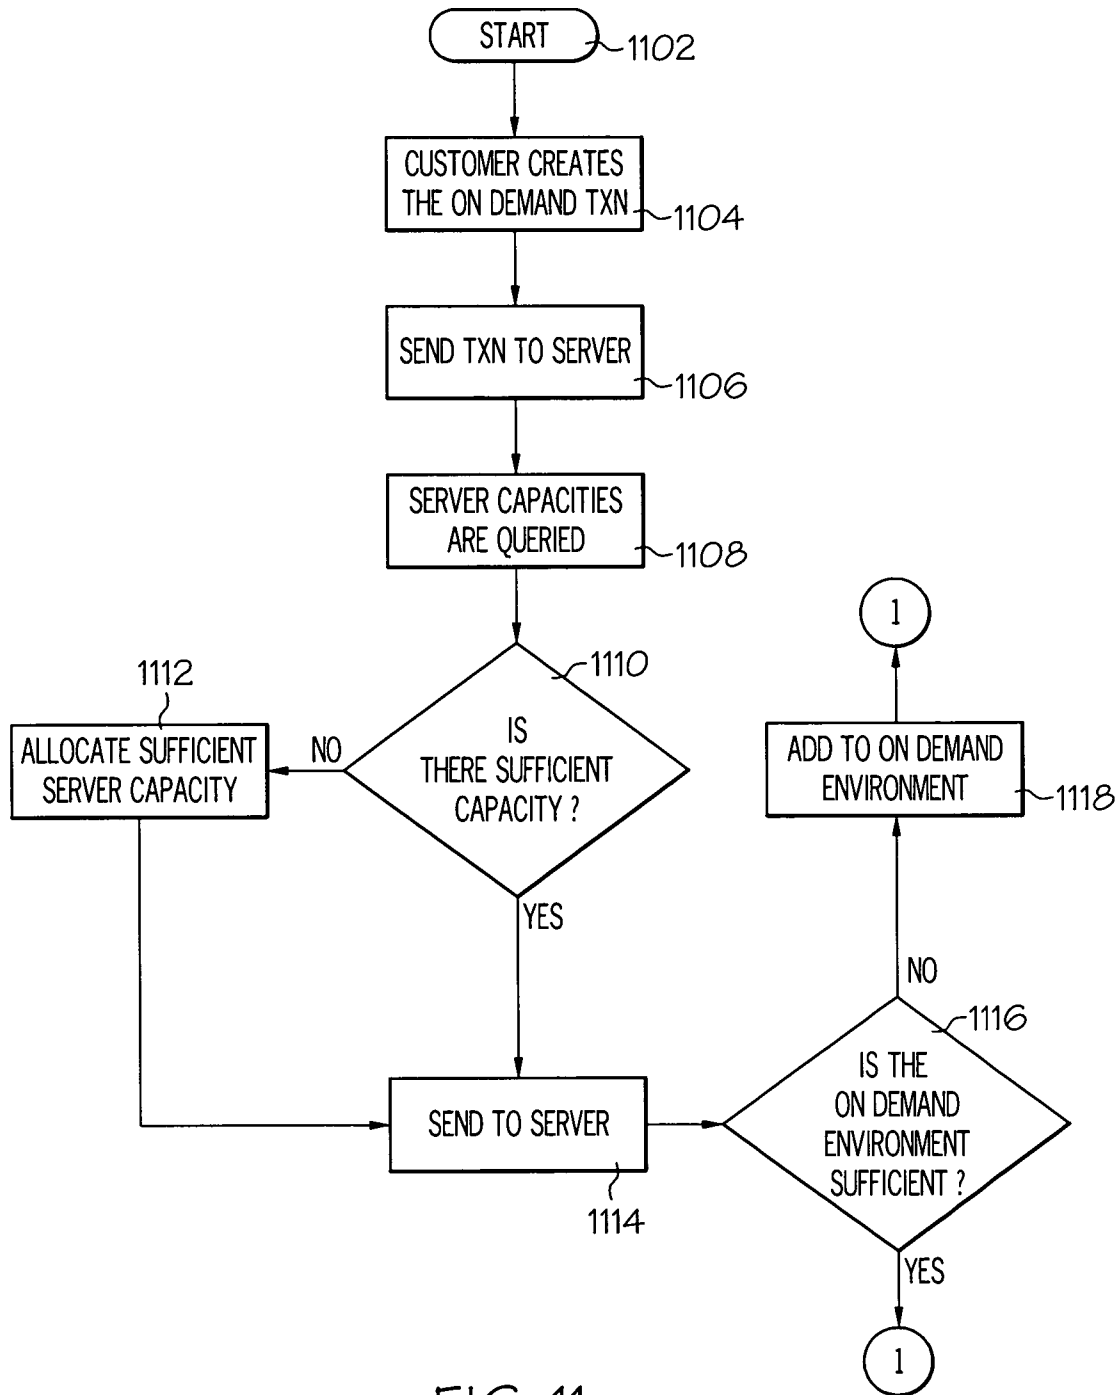 START
1102
CUSTOMER CREATES
THE ON DEMAND TXN
1104
SEND TXN TO SERVER
1106
SERVER CAPACITIES
ARE QUERIED
1108
1
1110
1112
IS
THERE SUFFICIENT
CAPACITY ?
NO
ALLOCATE SUFFICIENT
SERVER CAPACITY
ADD TO ON DEMAND
ENVIRONMENT
1118
YES
NO
1116
IS THE
ON DEMAND
ENVIRONMENT
SUFFICIENT ?
SEND TO SERVER
1114
YES
1
FIG. 11